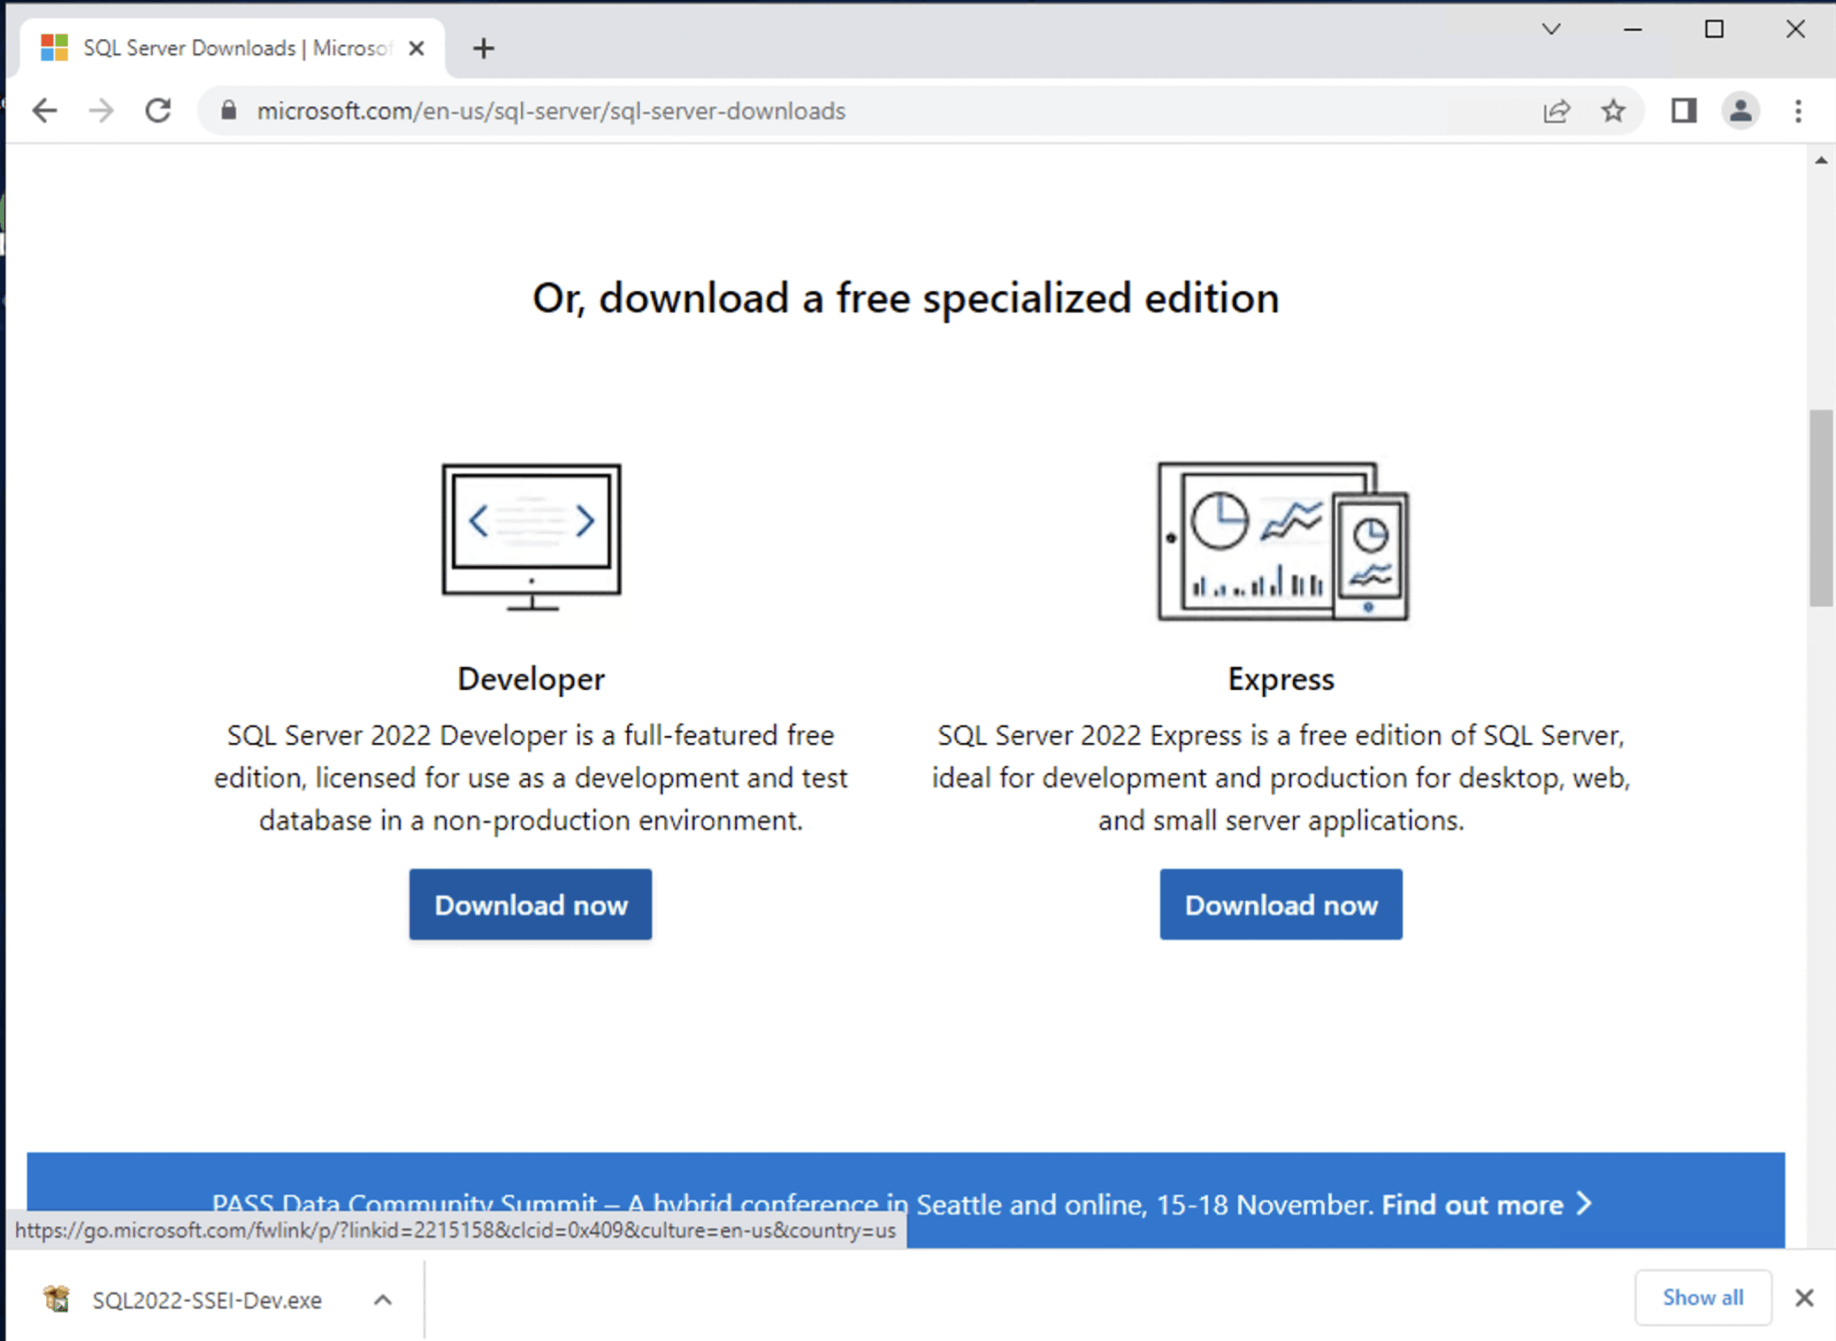 SQL Server Downloads | Microsof
microsoft.com/en-us/sql-server/sql-server-downloads
Or, download a free specialized edition
Developer
SQL Server 2022 Developer is a full-featured free
edition, licensed for use as a development and test
database in a non-production environment.
Download now
Express
SQL Server 2022 Express is a free edition of SQL Server,
ideal for development and production for desktop, web,
and small server applications.
Download now
PASS Data Community Summit – A hybrid conference in Seattle and online, 15-18 November. Find out more
https://go.microsoft.com/fwlink/p/?linkid=2215158&clcid=0x409&culture=en-us&country=us
SQL2022-SSEI-Dev.exe
Show all